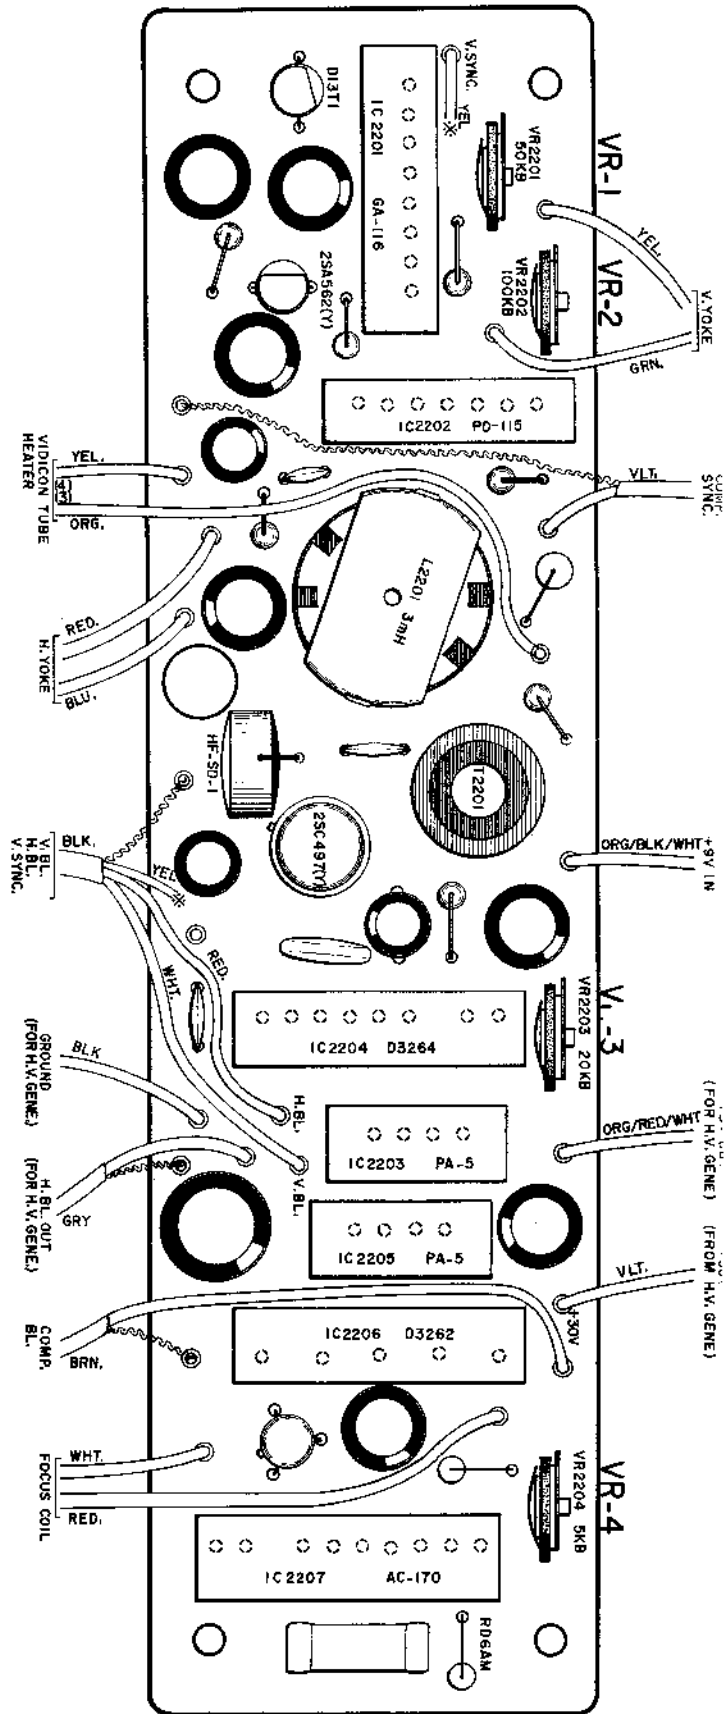 D13T1
IC2201 GA-116
V.SYNC.
YEL.
※
VR2201
50KB
VR-1
2SA562(Y)
VR2202
100KB
VR-2
YEL.
V.YOKE
GRN.
IC2202 PD-115
VIDICON TUBE
HEATER
YEL.
(4)
(3)
ORG.
VLT.
SYNC.
L2201 3mH
RED.
H.YOKE
BLU.
HF-SD-1
T2201
2SC497(Y)
V.BL.
H.BL.
V.SYNC.
BLK.
YEL
※
RED.
WHT.
ORG/BLK/WHT
+9V IN
IC2204 D3264
VR2203 20KB
GROUND
(FOR H.V. GENE.)
BLK
H.BL.
V.BL.
IC2203 PA-5
ORG/RED/WHT
(FOR H.V. GENE)
H.BL. OUT
(FOR H.V. GENE.)
GRY
IC2205 PA-5
VLT.
(FROM H.V. GENE)
+30V
COMP.
BL.
BRN.
IC2206 D3262
FOCUS COIL
WHT.
RED.
VR2204 5KB
VR-4
IC2207 AC-170
RD6AM